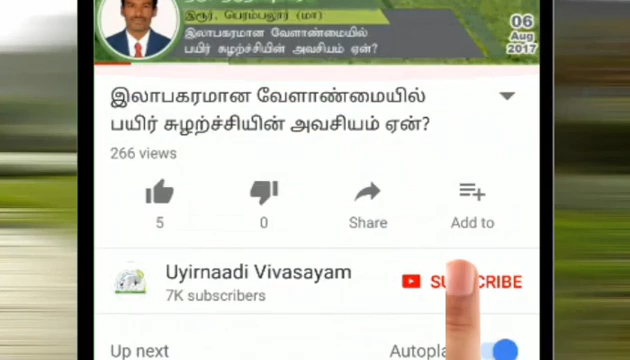 இரூர், பெரம்பலூர் (மா)
இலாபகரமான வேளாண்மையில்
பயிர் சுழற்ச்சியின் அவசியம் ஏன்?
06
Aug
2017
இலாபகரமான வேளாண்மையில்
பயிர் சுழற்ச்சியின் அவசியம் ஏன்?
266 views
5
0
Share
Add to
Uyirnaadi Vivasayam
7K subscribers
Up next